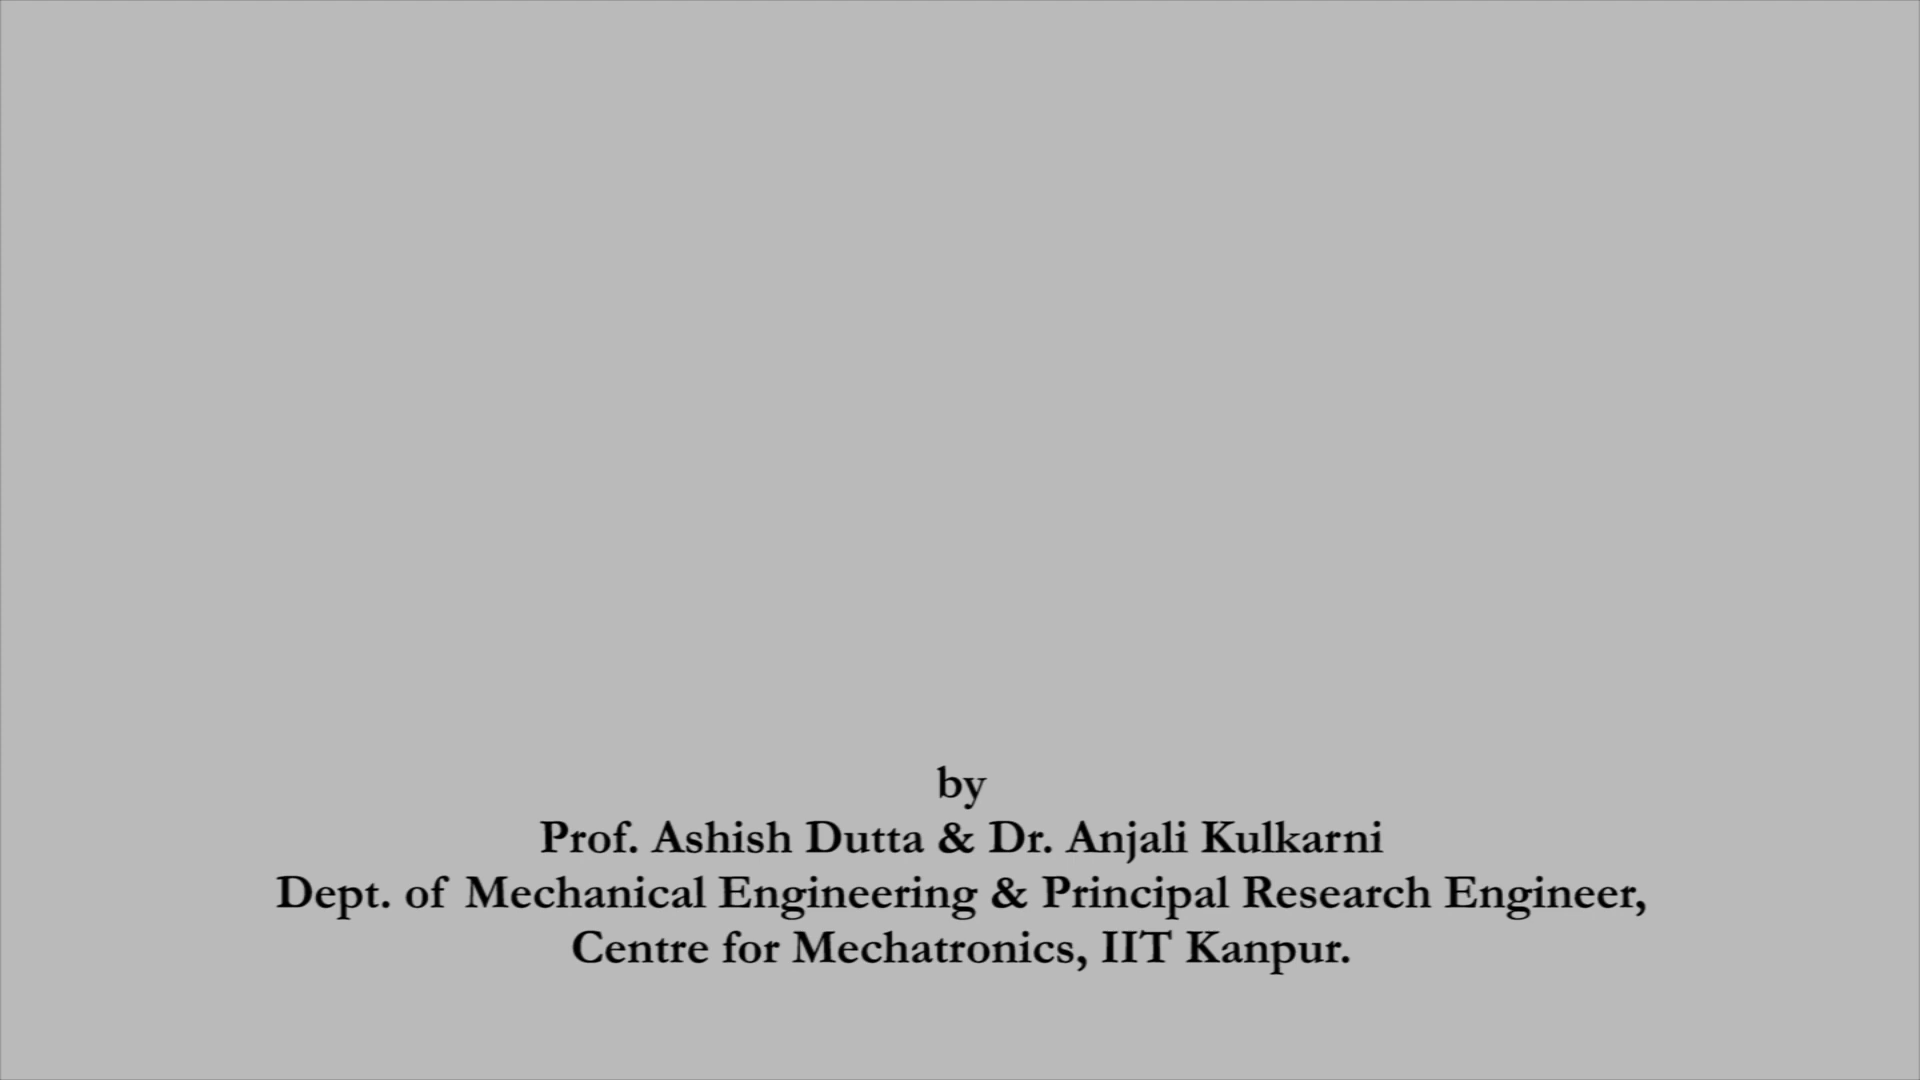 by
Prof. Ashish Dutta & Dr. Anjali Kulkarni
Dept. of Mechanical Engineering & Principal Research Engineer,
Centre for Mechatronics, IIT Kanpur.